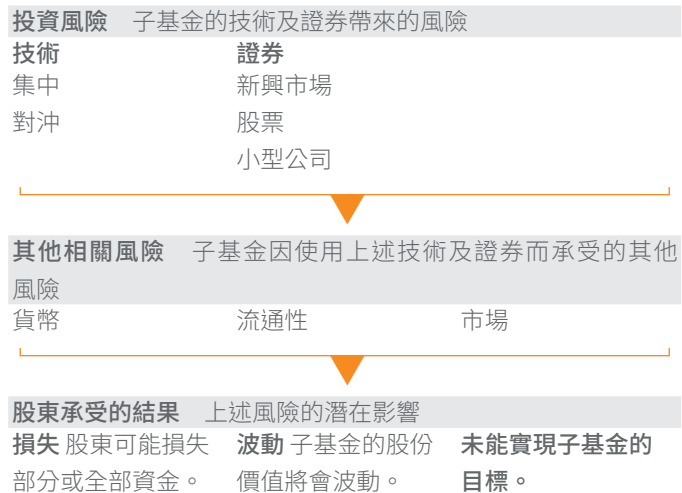 投資風險 子基金的技術及證券帶來的風險
技術 證券
集中 新興市場
對沖 股票
小型公司
其他相關風險 子基金因使用上述技術及證券而承受的其他
風險
貨幣 流通性 市場
股東承受的結果 上述風險的潛在影響
損失 股東可能損失 波動 子基金的股份 未能實現子基金的
部分或全部資金。 價值將會波動。 目標。